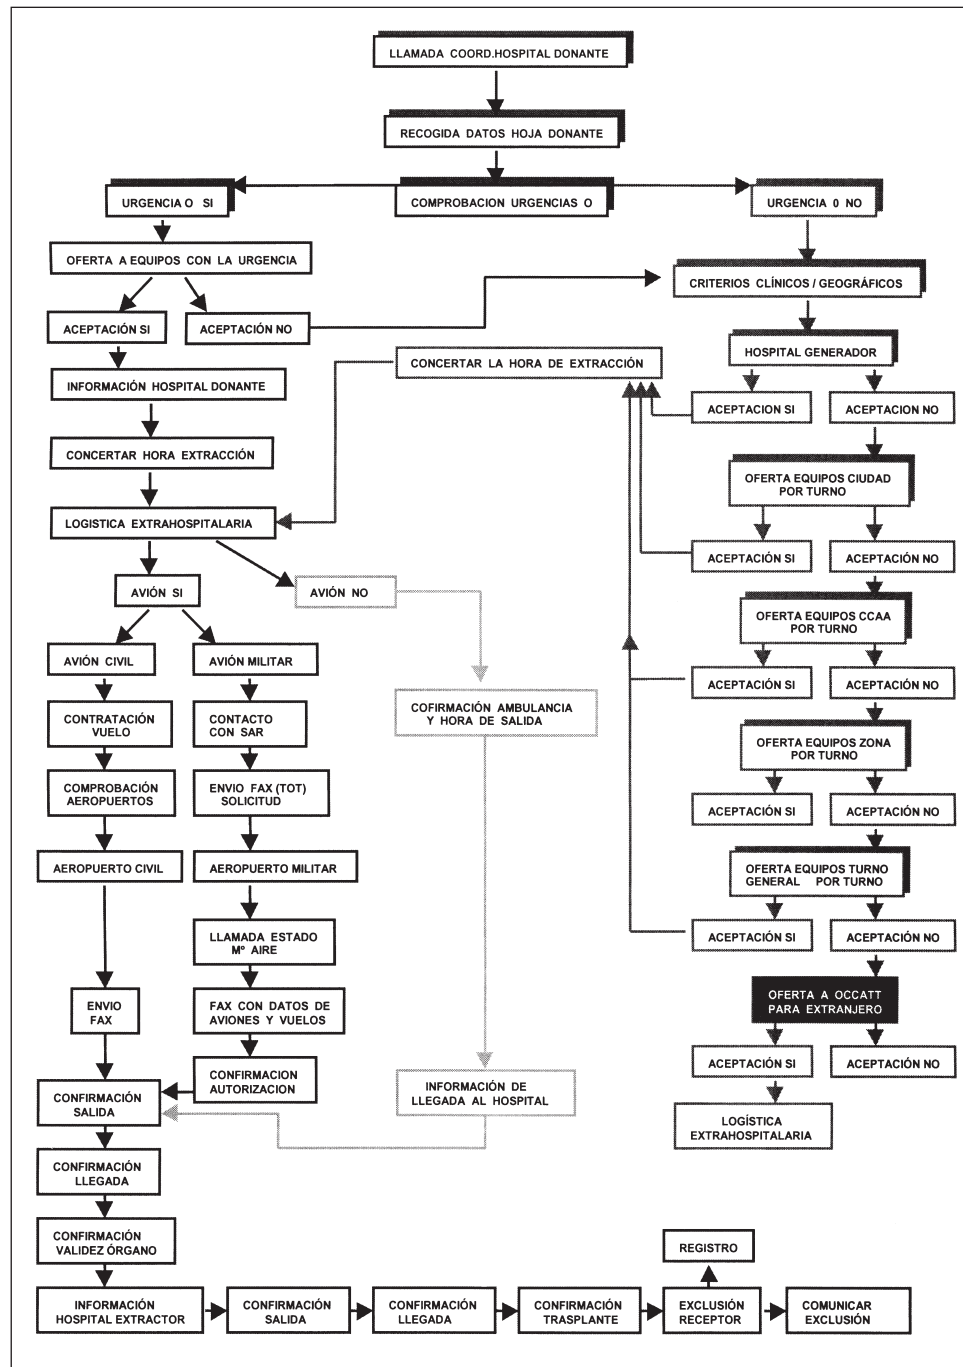 LLAMADA COORD.HOSPITAL DONANTE
RECOGIDA DATOS HOJA DONANTE
URGENCIA O SI
COMPROBACION URGENCIAS O
URGENCIA 0 NO
OFERTA A EQUIPOS CON LA URGENCIA
CRITERIOS CLÍNICOS / GEOGRÁFICOS
ACEPTACIÓN SI
ACEPTACIÓN NO
HOSPITAL GENERADOR
CONCERTAR LA HORA DE EXTRACCIÓN
INFORMACIÓN HOSPITAL DONANTE
ACEPTACION SI
ACEPTACION NO
CONCERTAR HORA EXTRACCIÓN
OFERTA EQUIPOS CIUDAD
POR TURNO
LOGISTICA EXTRAHOSPITALARIA
ACEPTACIÓN SI
ACEPTACIÓN NO
AVIÓN SI
AVIÓN NO
OFERTA EQUIPOS CCAA
POR TURNO
AVIÓN CIVIL
AVIÓN MILITAR
ACEPTACIÓN SI
ACEPTACIÓN NO
CONTRATACIÓN
VUELO
CONTACTO
CON SAR
COFIRMACIÓN AMBULANCIA
Y HORA DE SALIDA
OFERTA EQUIPOS ZONA
POR TURNO
COMPROBACIÓN
AEROPUERTOS
ENVIO FAX (TOT)
SOLICITUD
ACEPTACIÓN SI
ACEPTACIÓN NO
AEROPUERTO CIVIL
AEROPUERTO MILITAR
OFERTA EQUIPOS TURNO
GENERAL POR TURNO
LLAMADA ESTADO
Mº AIRE
ACEPTACIÓN SI
ACEPTACIÓN NO
ENVIO
FAX
FAX CON DATOS DE
AVIONES Y VUELOS
OFERTA A OCCATT
PARA EXTRANJERO
CONFIRMACION
AUTORIZACION
ACEPTACIÓN SI
ACEPTACIÓN NO
CONFIRMACIÓN
SALIDA
INFORMACIÓN DE
LLEGADA AL HOSPITAL
LOGÍSTICA
EXTRAHOSPITALARIA
CONFIRMACIÓN
LLEGADA
CONFIRMACIÓN
VALIDEZ ÓRGANO
REGISTRO
INFORMACIÓN
HOSPITAL EXTRACTOR
CONFIRMACIÓN
SALIDA
CONFIRMACIÓN
LLEGADA
CONFIRMACIÓN
TRASPLANTE
EXCLUSIÓN
RECEPTOR
COMUNICAR
EXCLUSIÓN